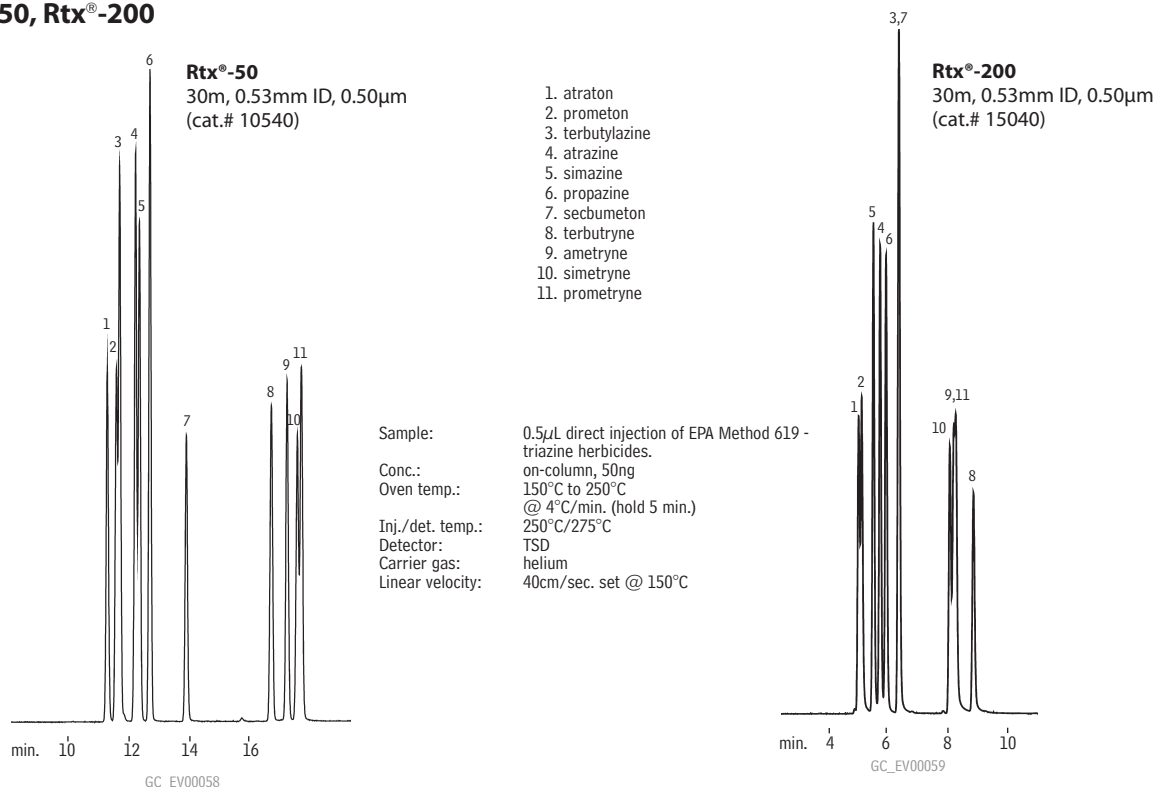 50, Rtx®-200
Rtx®-50
30m, 0.53mm ID, 0.50µm
(cat.# 10540)
6
3
4
5
1
2
7
8
9
10
11
min. 10 12 14 16
GC_EV00058
1. atraton
2. prometon
3. terbutylazine
4. atrazine
5. simazine
6. propazine
7. secbumeton
8. terbutryne
9. ametryne
10. simetryne
11. prometryne
Sample: 0.5µL direct injection of EPA Method 619 -
triazine herbicides.
Conc.: on-column, 50ng
Oven temp.: 150°C to 250°C
@ 4°C/min. (hold 5 min.)
Inj./det. temp.: 250°C/275°C
Detector: TSD
Carrier gas: helium
Linear velocity: 40cm/sec. set @ 150°C
Rtx®-200
30m, 0.53mm ID, 0.50µm
(cat.# 15040)
3,7
5
4
6
2
1
9,11
10
8
min. 4 6 8 10
GC_EV00059